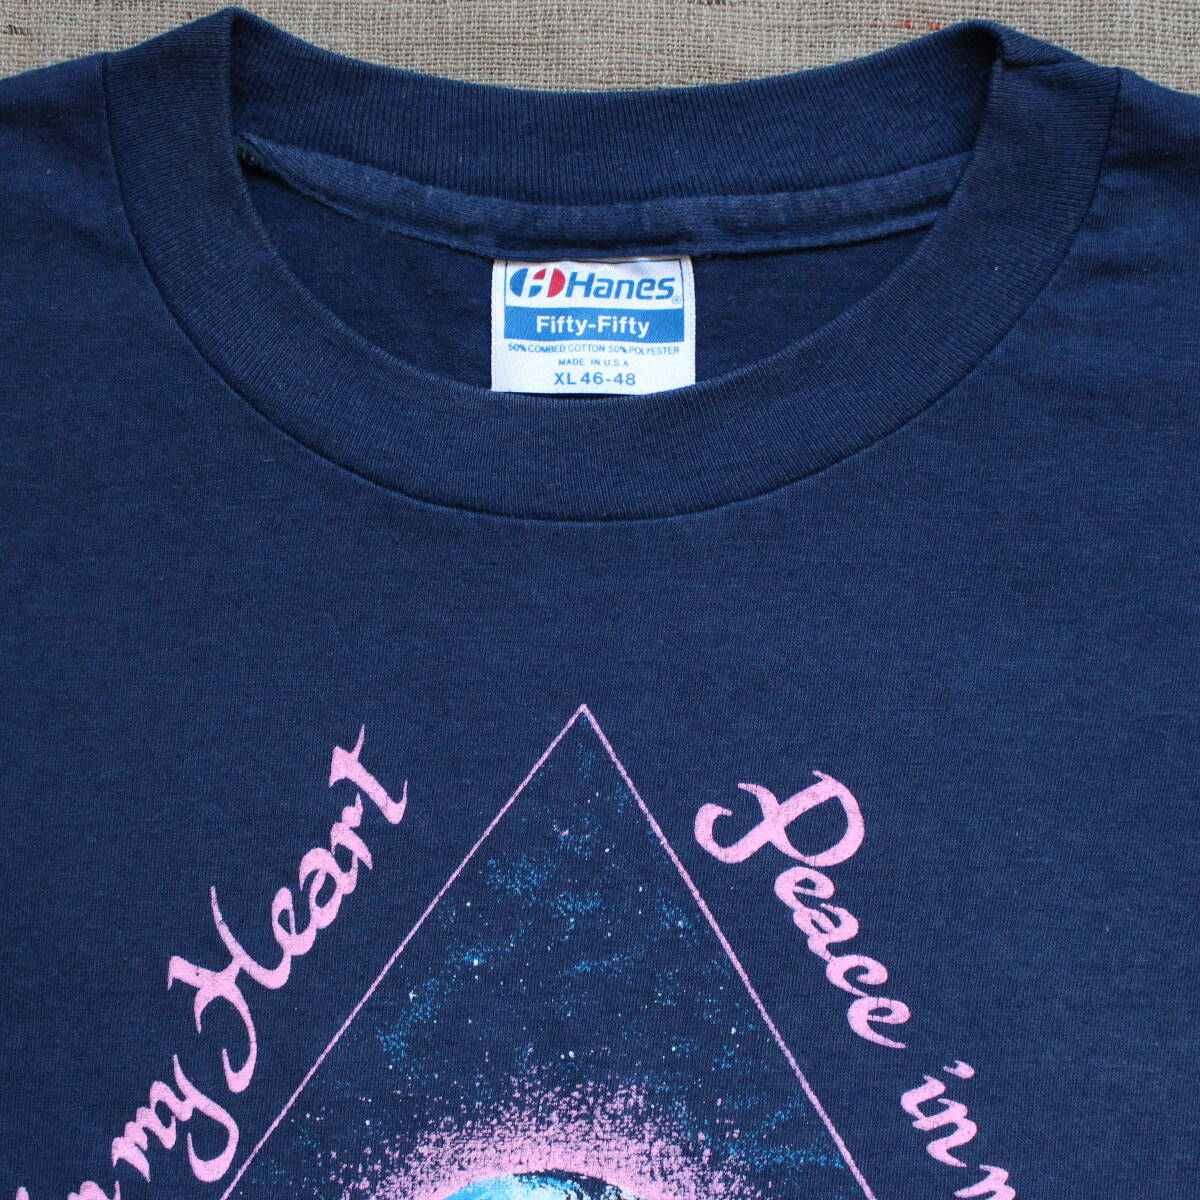 Hanes®
Fifty-Fifty
50% COMBED COTTON 50% POLYESTER
MADE IN U.S.A
XL 46-48
my Heart
Peace in